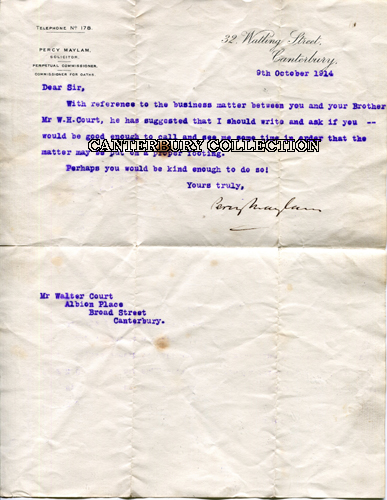 TELEPHONE Nº 178.
PERCY MAYLAM,
SOLICITOR.
PERPETUAL COMMISSIONER.
COMMISSIONER FOR OATHS.
32 Watling Street,
Canterbury.
9th October 1914
Dear Sir,
With reference to the business matter between you and your Brother
Mr W.H.Court, he has suggested that I should write and ask if you --
would be good enough to call and see me some time in order that the
CANTERBURY COLLECTION
matter may be put on a proper footing.
Perhaps you would be kind enough to do so!
Yours truly,
Percy Maylam
Mr Walter Court
Albion Place
Broad Street
Canterbury.